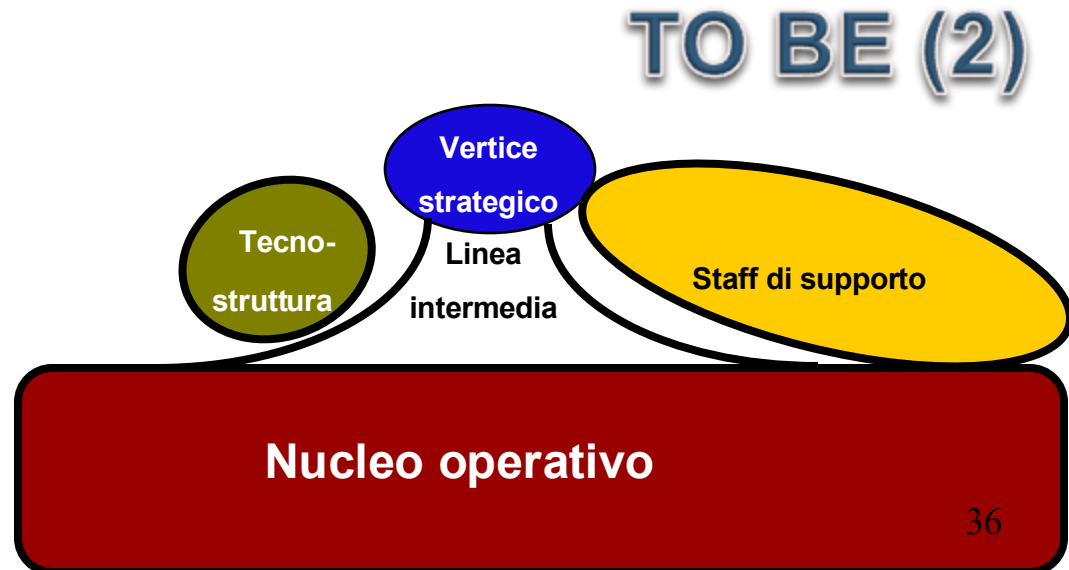 TO BE (2)
Vertice
strategico
Tecno-
struttura
Linea
intermedia
Staff di supporto
Nucleo operativo
36